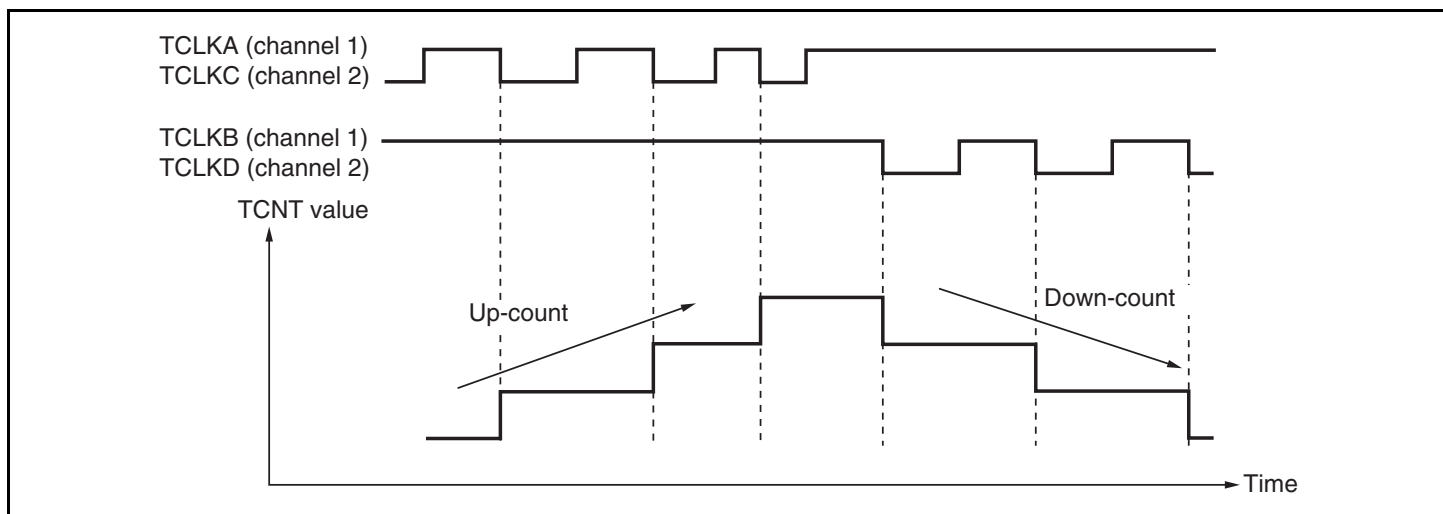 TCLKA (channel 1)
TCLKC (channel 2)
TCLKB (channel 1)
TCLKD (channel 2)
TCNT value
Up-count
Down-count
Time